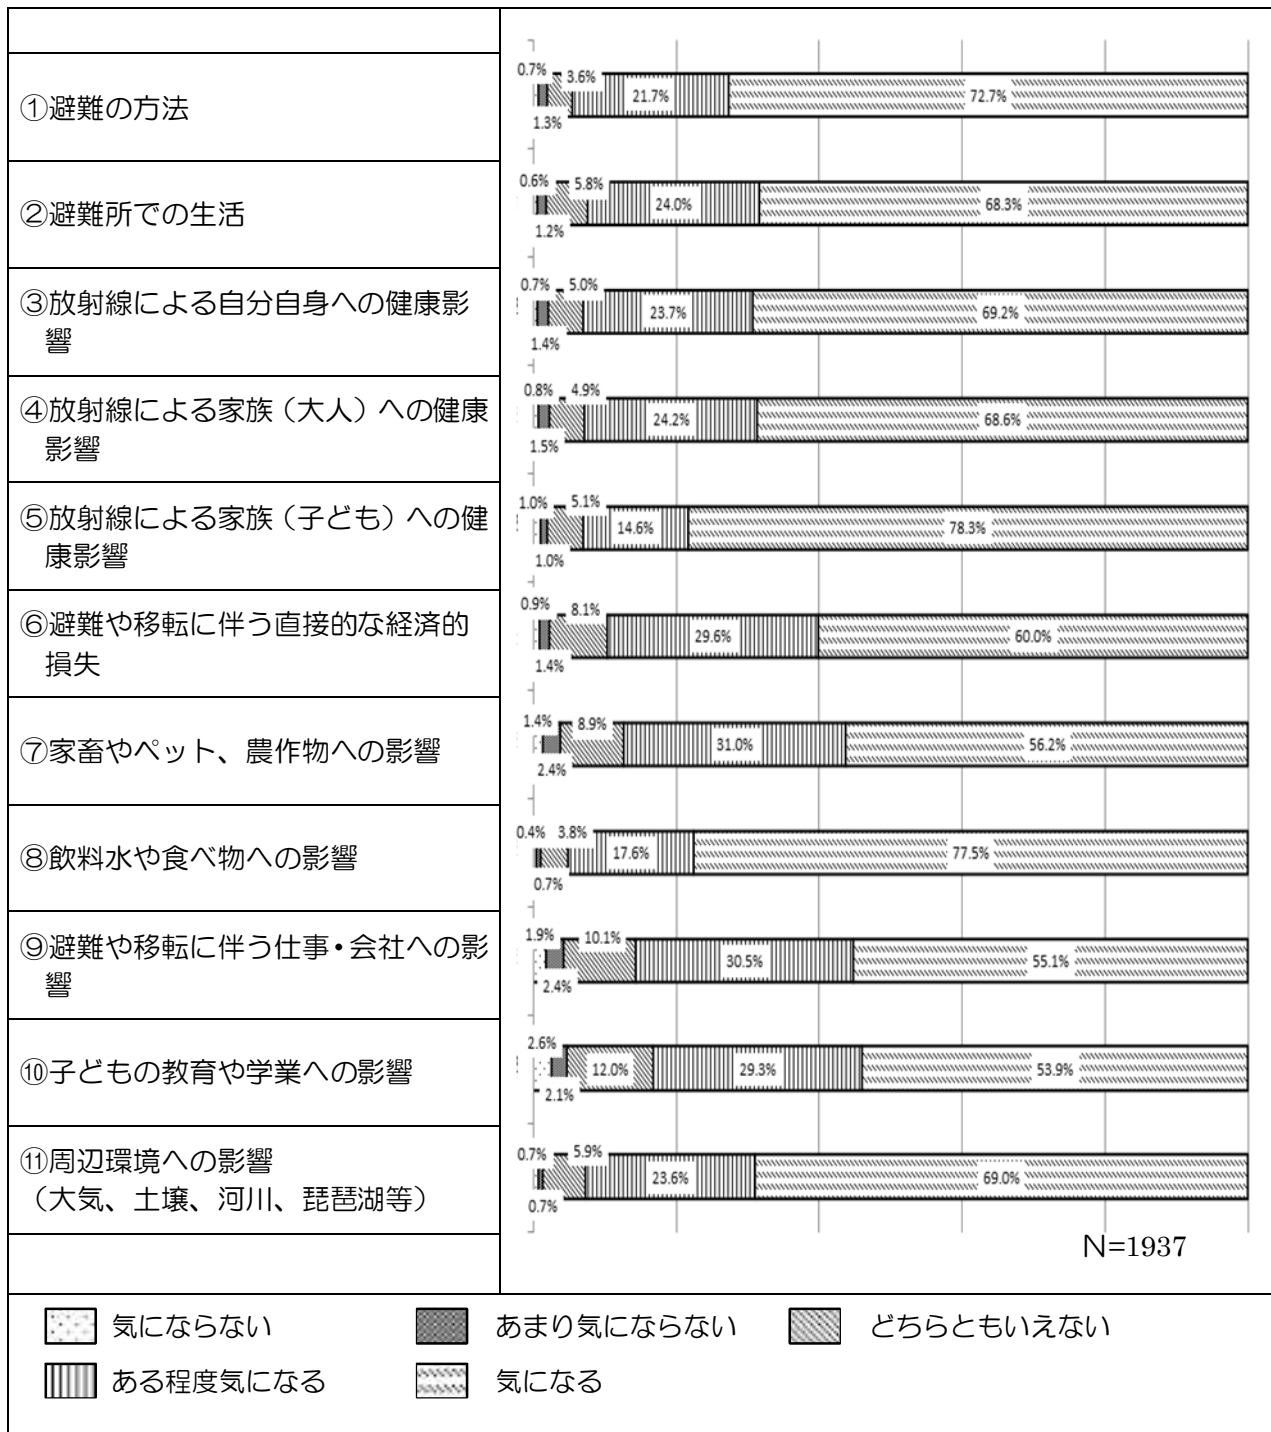 0.7% 3.6%
①避難の方法 21.7% 72.7%
1.3%
0.6% 5.8%
②避難所での生活 24.0% 68.3%
1.2%
0.7% 5.0%
③放射線による自分自身への健康影
響
23.7% 69.2%
1.4%
0.8% 4.9%
④放射線による家族(大人)への健康
影響
24.2% 68.6%
1.5%
1.0% 5.1%
⑤放射線による家族(子ども)への健
康影響
14.6% 78.3%
1.0%
0.9% 8.1%
⑥避難や移転に伴う直接的な経済的
損失
29.6% 60.0%
1.4%
1.4% 8.9%
⑦家畜やペット、農作物への影響 31.0% 56.2%
2.4%
0.4% 3.8%
⑧飲料水や食べ物への影響 17.6% 77.5%
0.7%
1.9% 10.1%
⑨避難や移転に伴う仕事・会社への影
響
30.5% 55.1%
2.4%
2.6%
⑩子どもの教育や学業への影響 12.0% 29.3% 53.9%
2.1%
0.7% 5.9%
⑪周辺環境への影響
(大気、土壌、河川、琵琶湖等)
23.6% 69.0%
0.7%
N=1937
気にならない あまり気にならない どちらともいえない
ある程度気になる 気になる